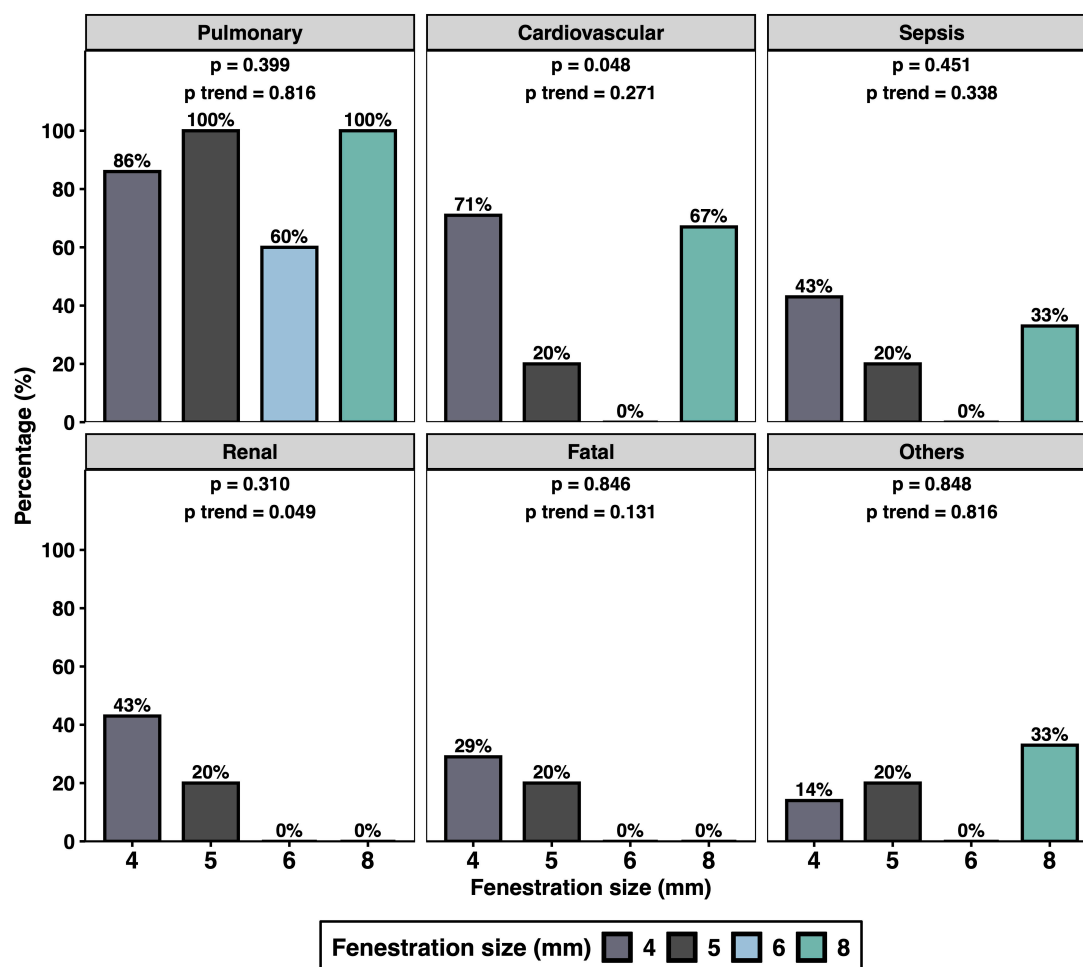 Pulmonary
p = 0.399
p trend = 0.816
86%
100%
60%
100%
Cardiovascular
p = 0.048
p trend = 0.271
71%
20%
0%
67%
Sepsis
p = 0.451
p trend = 0.338
43%
20%
0%
33%
100
80
60
40
20
0
Percentage (%)
Renal
p = 0.310
p trend = 0.049
43%
20%
0%
0%
Fatal
p = 0.846
p trend = 0.131
29%
20%
0%
0%
Others
p = 0.848
p trend = 0.816
14%
20%
0%
33%
100
80
60
40
20
0
4 5 6 8
4 5 6 8
4 5 6 8
Fenestration size (mm)
Fenestration size (mm) 4 5 6 8